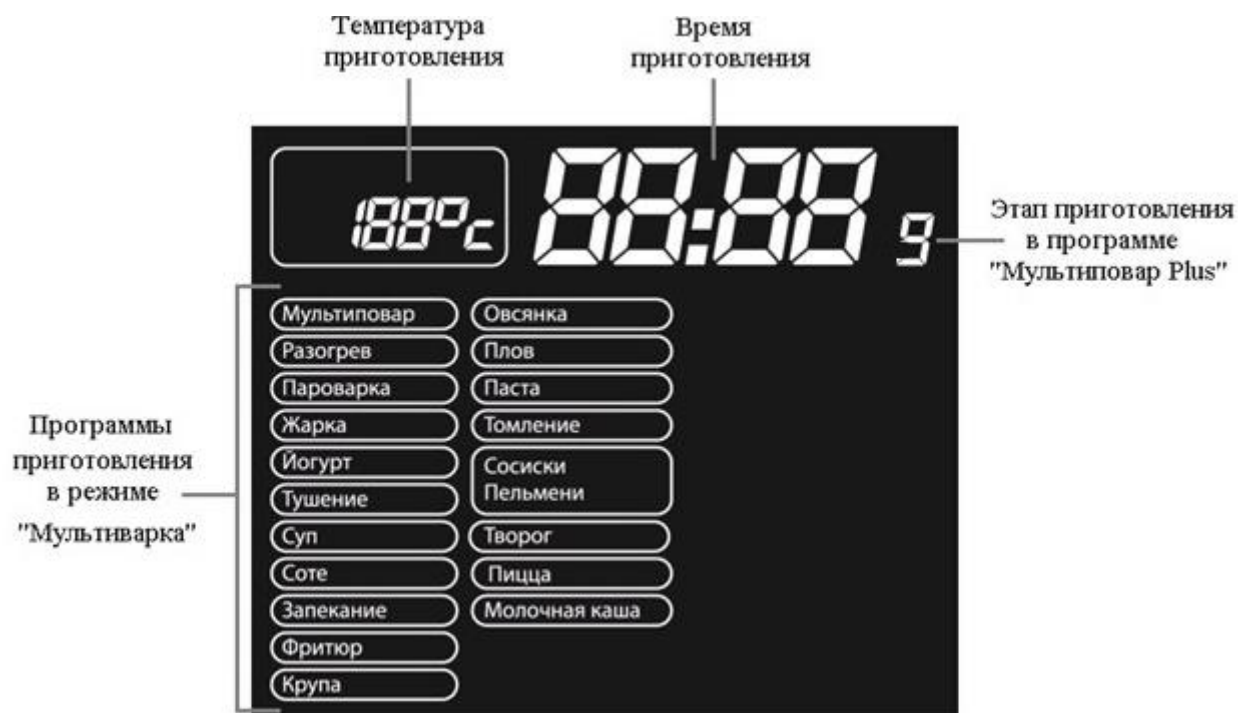 Температура
приготовления
Время
приготовления
188°c
88:88
9
Этап приготовления
в программе
"Мультиповар Plus"
Программы
приготовления
в режиме
"Мультиварка"
Мультиповар
Разогрев
Пароварка
Жарка
Йогурт
Тушение
Суп
Соте
Запекание
Фритюр
Крупа
Овсянка
Плов
Паста
Томление
Сосиски
Пельмени
Творог
Пицца
Молочная каша